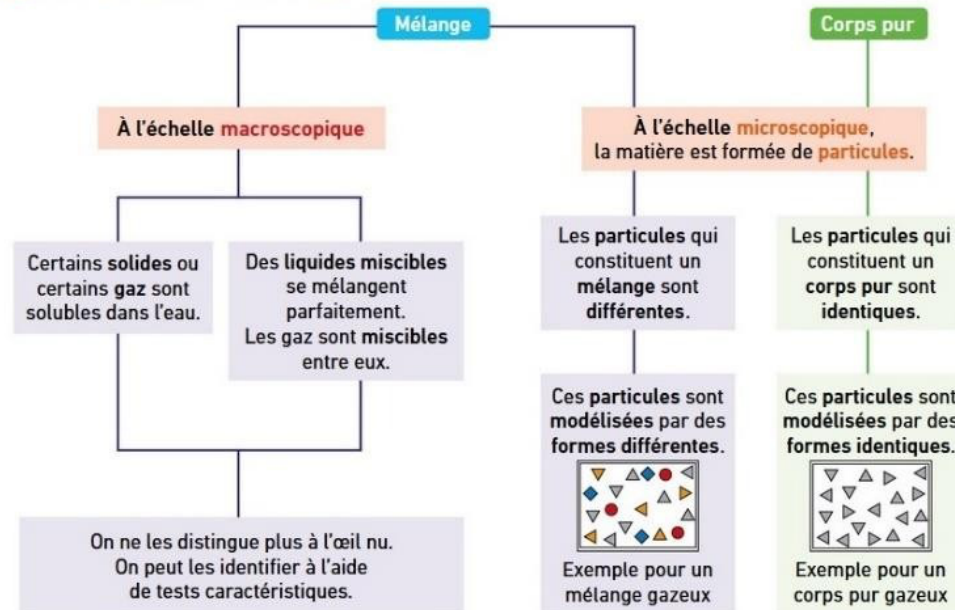 Mélange
Corps pur
À l'échelle macroscopique
À l'échelle microscopique,
la matière est formée de particules.
Certains solides ou
certains gaz sont
solubles dans l'eau.
Des liquides miscibles
se mélangent
parfaitement.
Les gaz sont miscibles
entre eux.
Les particules qui
constituent un
mélange sont
différentes.
Les particules qui
constituent un
corps pur sont
identiques.
Ces particules sont
modélisées par des
formes différentes.
Ces particules sont
modélisées par des
formes identiques.
On ne les distingue plus à l'œil nu.
On peut les identifier à l'aide
de tests caractéristiques.
Exemple pour un
mélange gazeux
Exemple pour un
corps pur gazeux